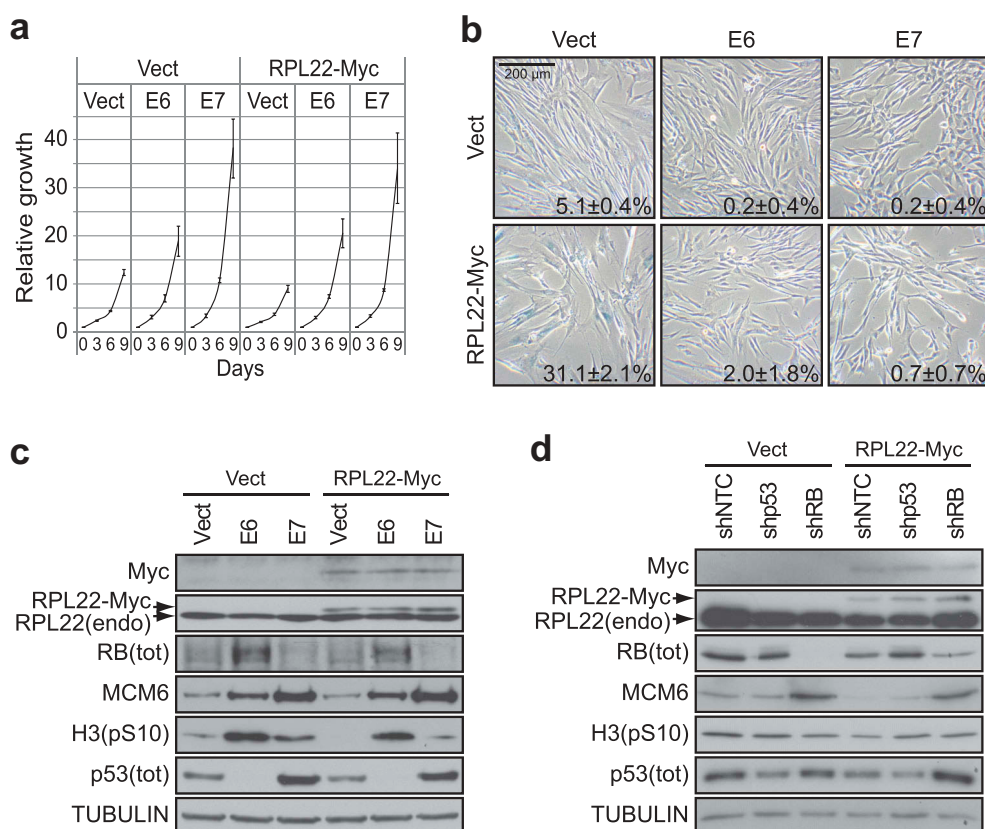 a
Vect RPL22-Myc
Vect E6 E7 Vect E6 E7
Relative growth
40
30
20
10
0
0 3 6 9 0 3 6 9 0 3 6 9 0 3 6 9 0 3 6 9 0 3 6 9
Days
b
Vect E6 E7
Vect
200 µm
5.1±0.4% 0.2±0.4% 0.2±0.4%
RPL22-Myc
31.1±2.1% 2.0±1.8% 0.7±0.7%
c
Vect RPL22-Myc
Vect E6 E7 Vect E6 E7
Myc
RPL22-Myc
RPL22(endo)
RB(tot)
MCM6
H3(pS10)
p53(tot)
TUBULIN
d
Vect RPL22-Myc
shNTC shp53 shRB shNTC shp53 shRB
Myc
RPL22-Myc
RPL22(endo)
RB(tot)
MCM6
H3(pS10)
p53(tot)
TUBULIN